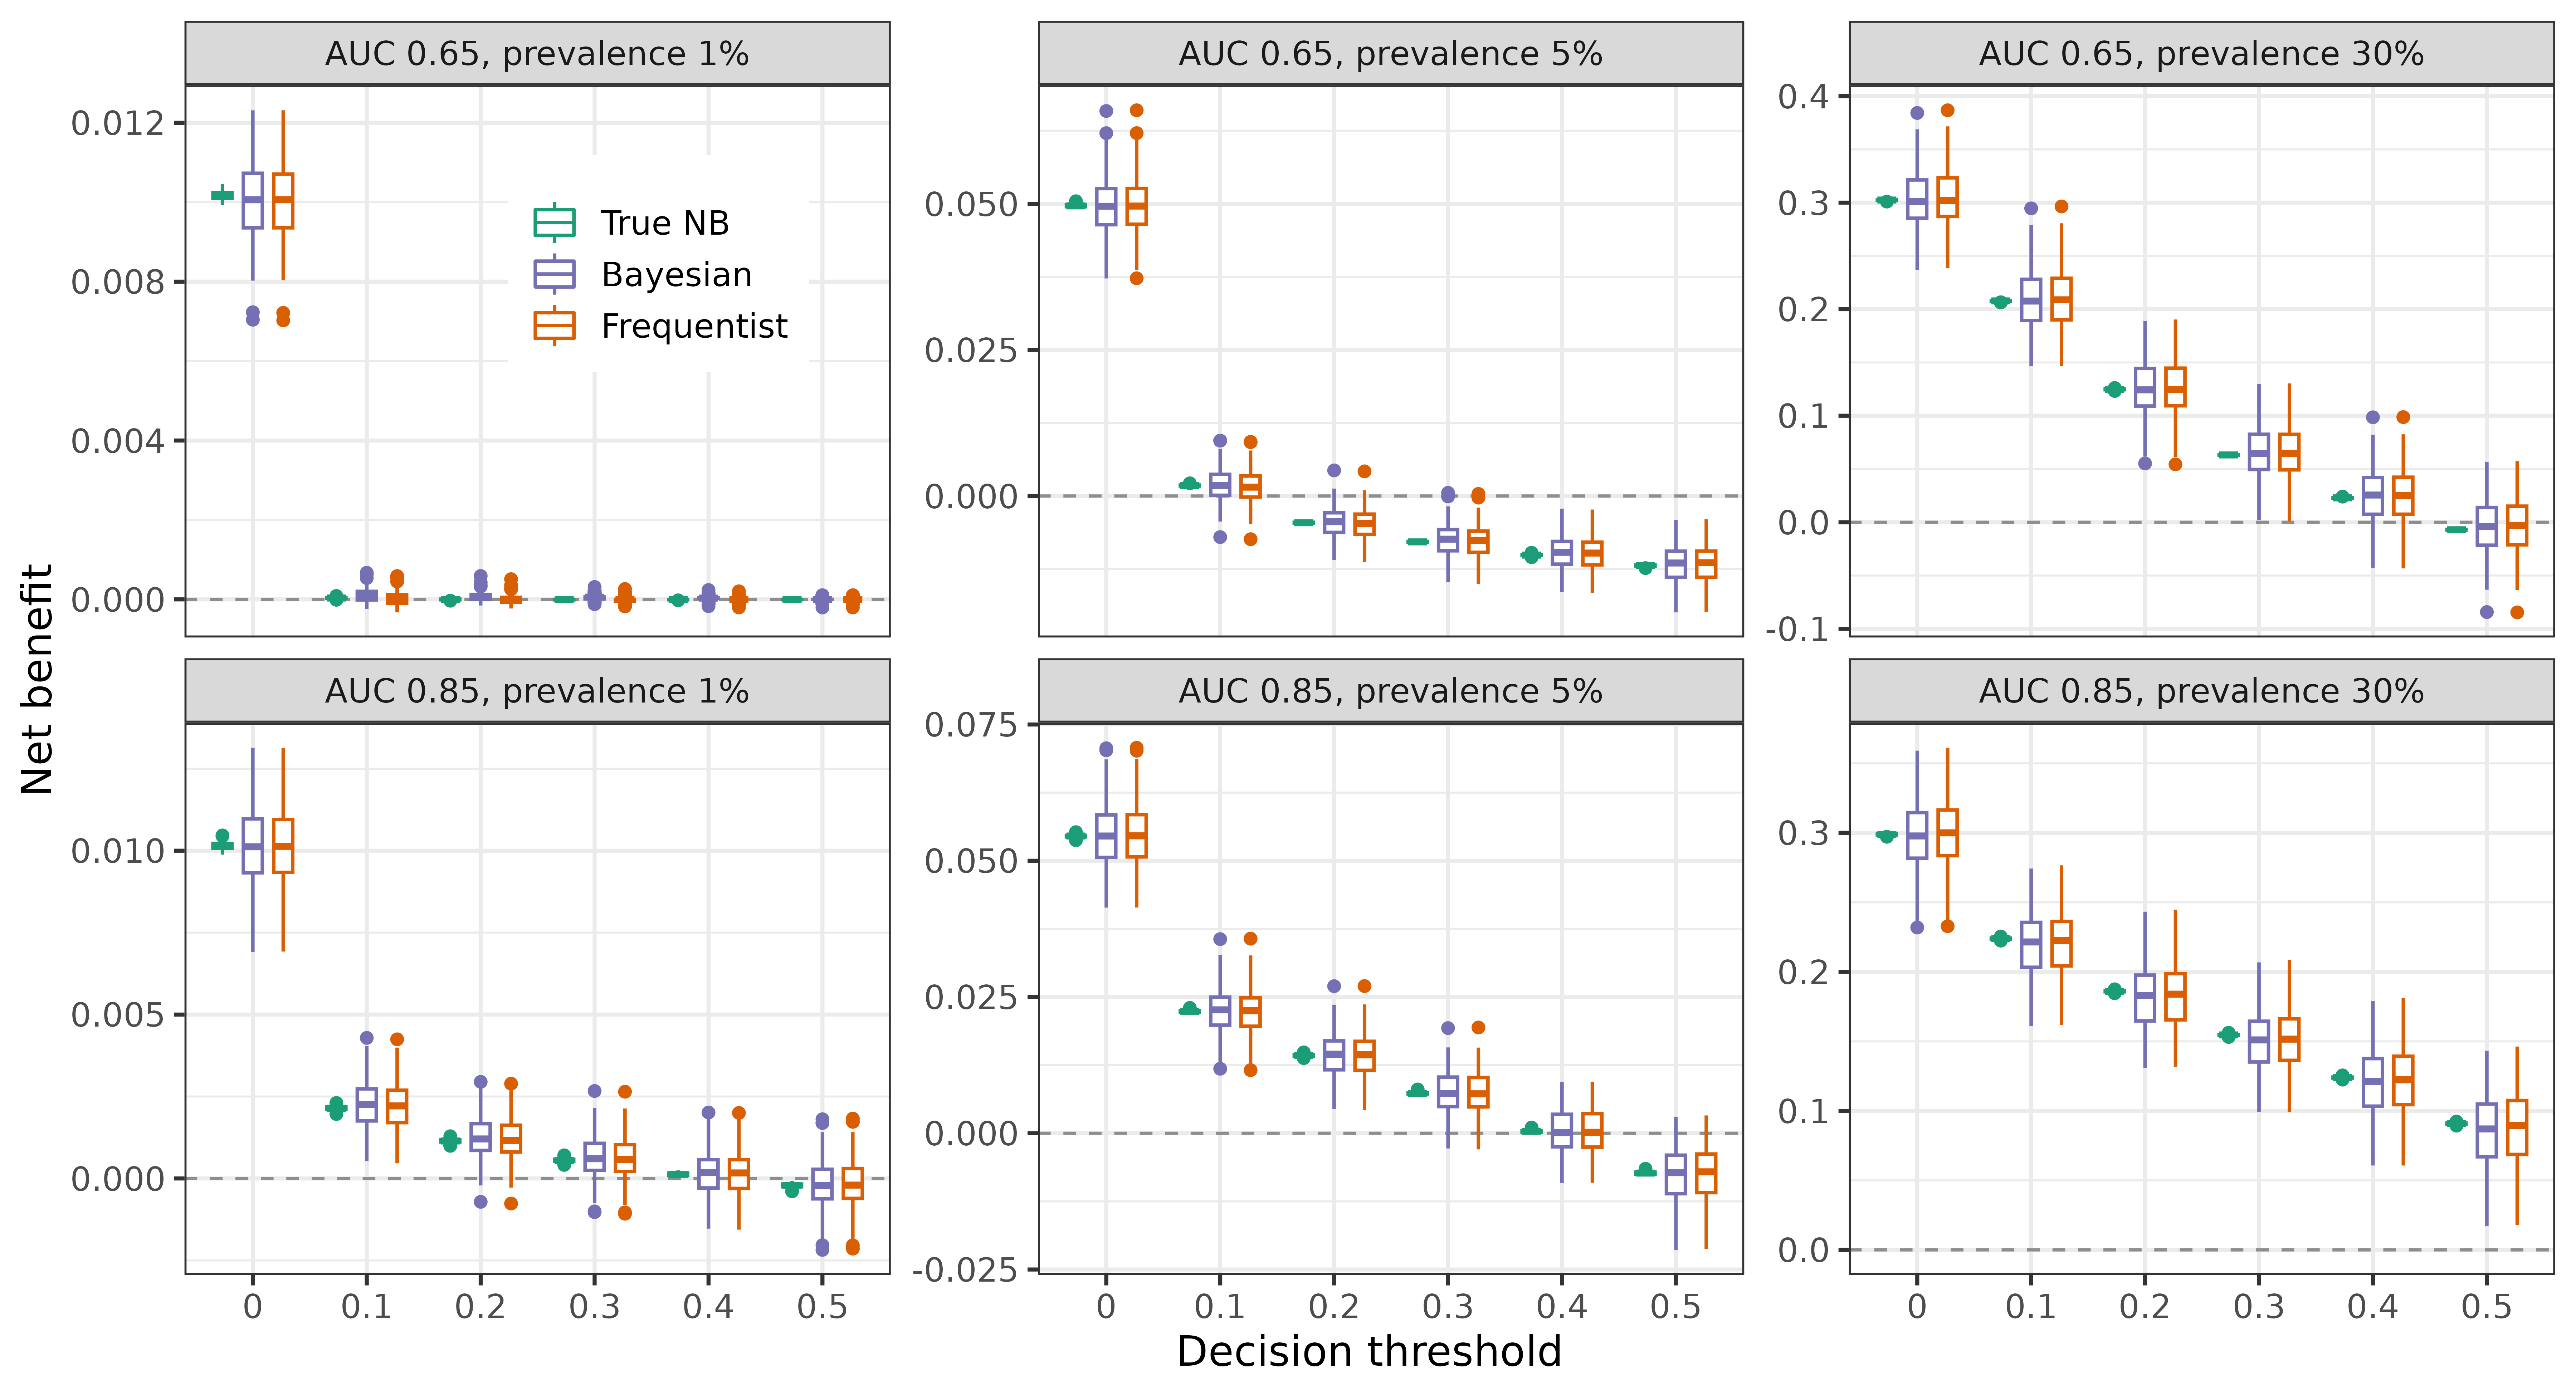 AUC 0.65, prevalence 1%
AUC 0.65, prevalence 5%
AUC 0.65, prevalence 30%
0.012
0.008
0.004
0.000
True NB
Bayesian
Frequentist
0.050
0.025
0.000
0.4
0.3
0.2
0.1
0.0
-0.1
Net benefit
AUC 0.85, prevalence 1%
AUC 0.85, prevalence 5%
AUC 0.85, prevalence 30%
0.010
0.005
0.000
0.075
0.050
0.025
0.000
-0.025
0.3
0.2
0.1
0.0
0 0.1 0.2 0.3 0.4 0.5
0 0.1 0.2 0.3 0.4 0.5
0 0.1 0.2 0.3 0.4 0.5
Decision threshold